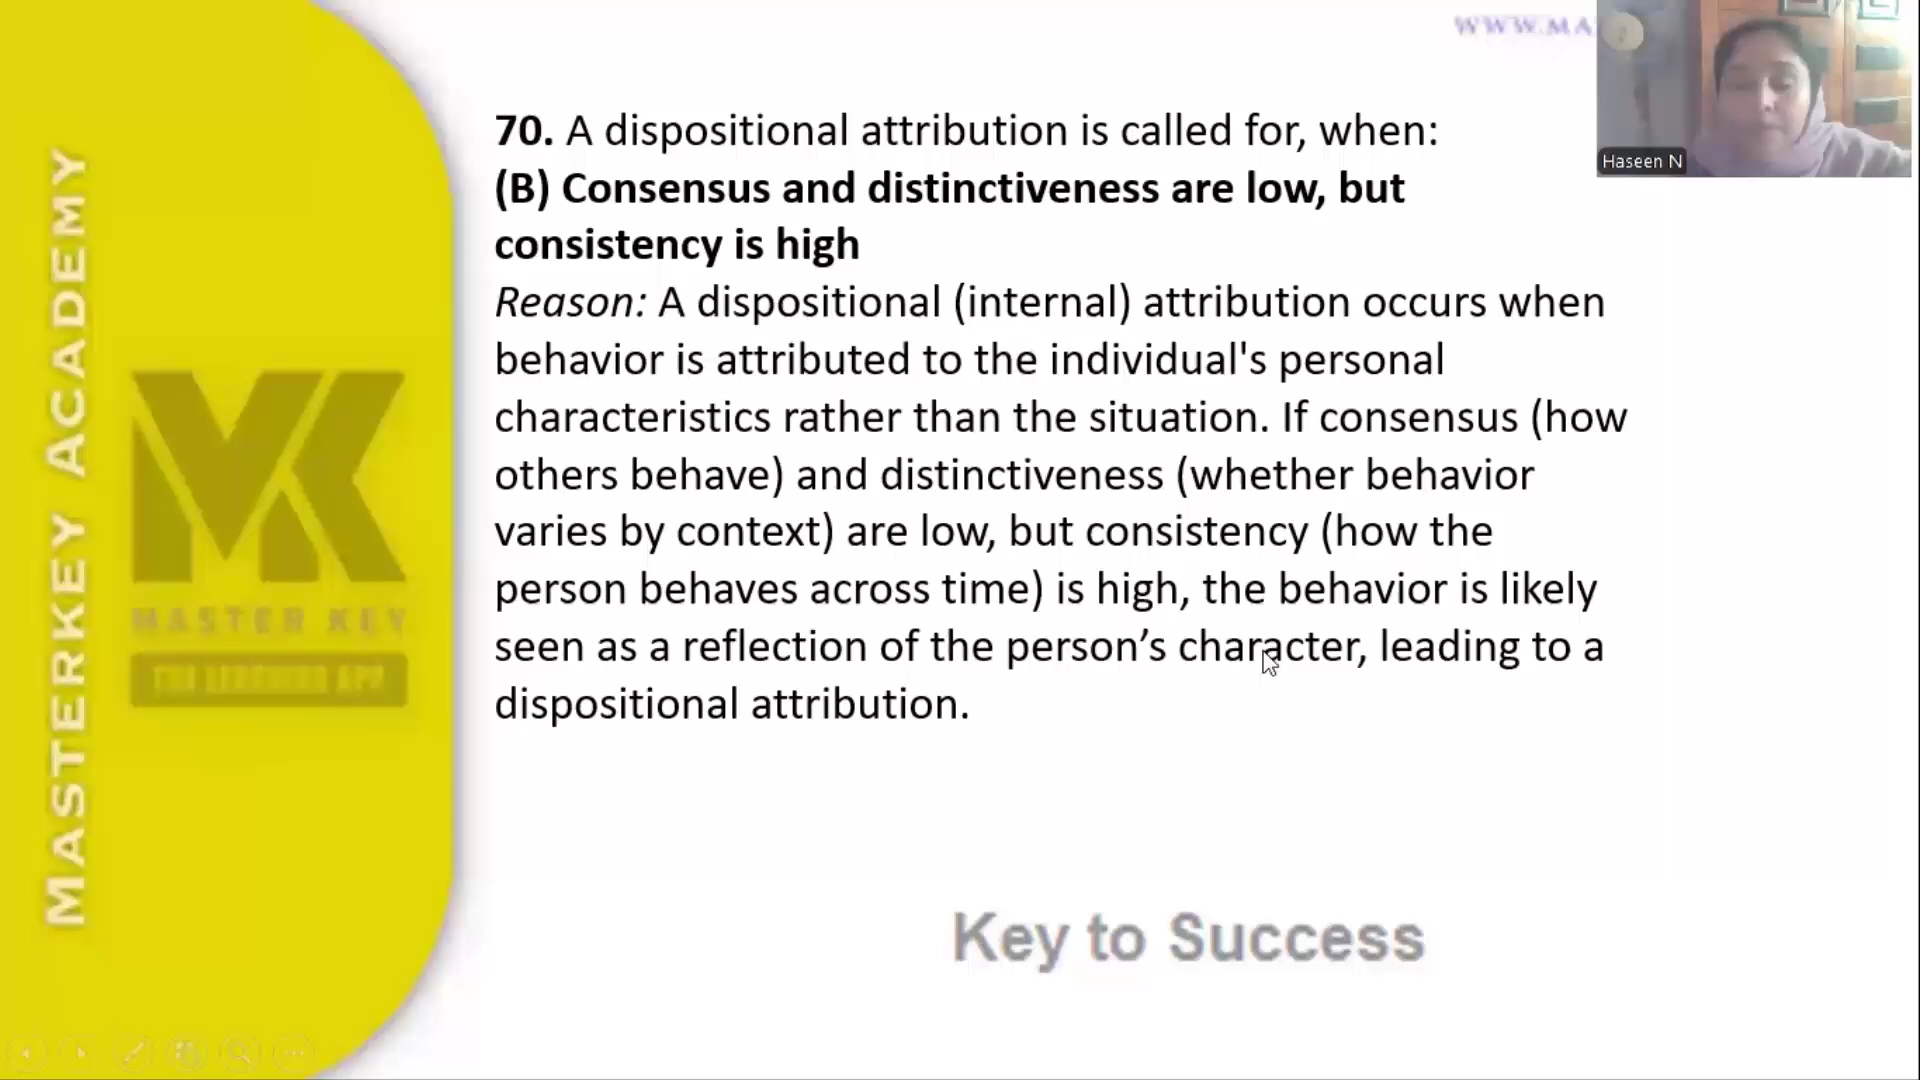 70. A dispositional attribution is called for, when:
(B) Consensus and distinctiveness are low, but
consistency is high
Reason: A dispositional (internal) attribution occurs when
behavior is attributed to the individual's personal
characteristics rather than the situation. If consensus (how
others behave) and distinctiveness (whether behavior
varies by context) are low, but consistency (how the
person behaves across time) is high, the behavior is likely
seen as a reflection of the person’s character, leading to a
dispositional attribution.
Key to Success
MASTERKEY ACADEMY
MK
MASTER KEY
THE LEARNING APP
WWW.MA
Haseen N